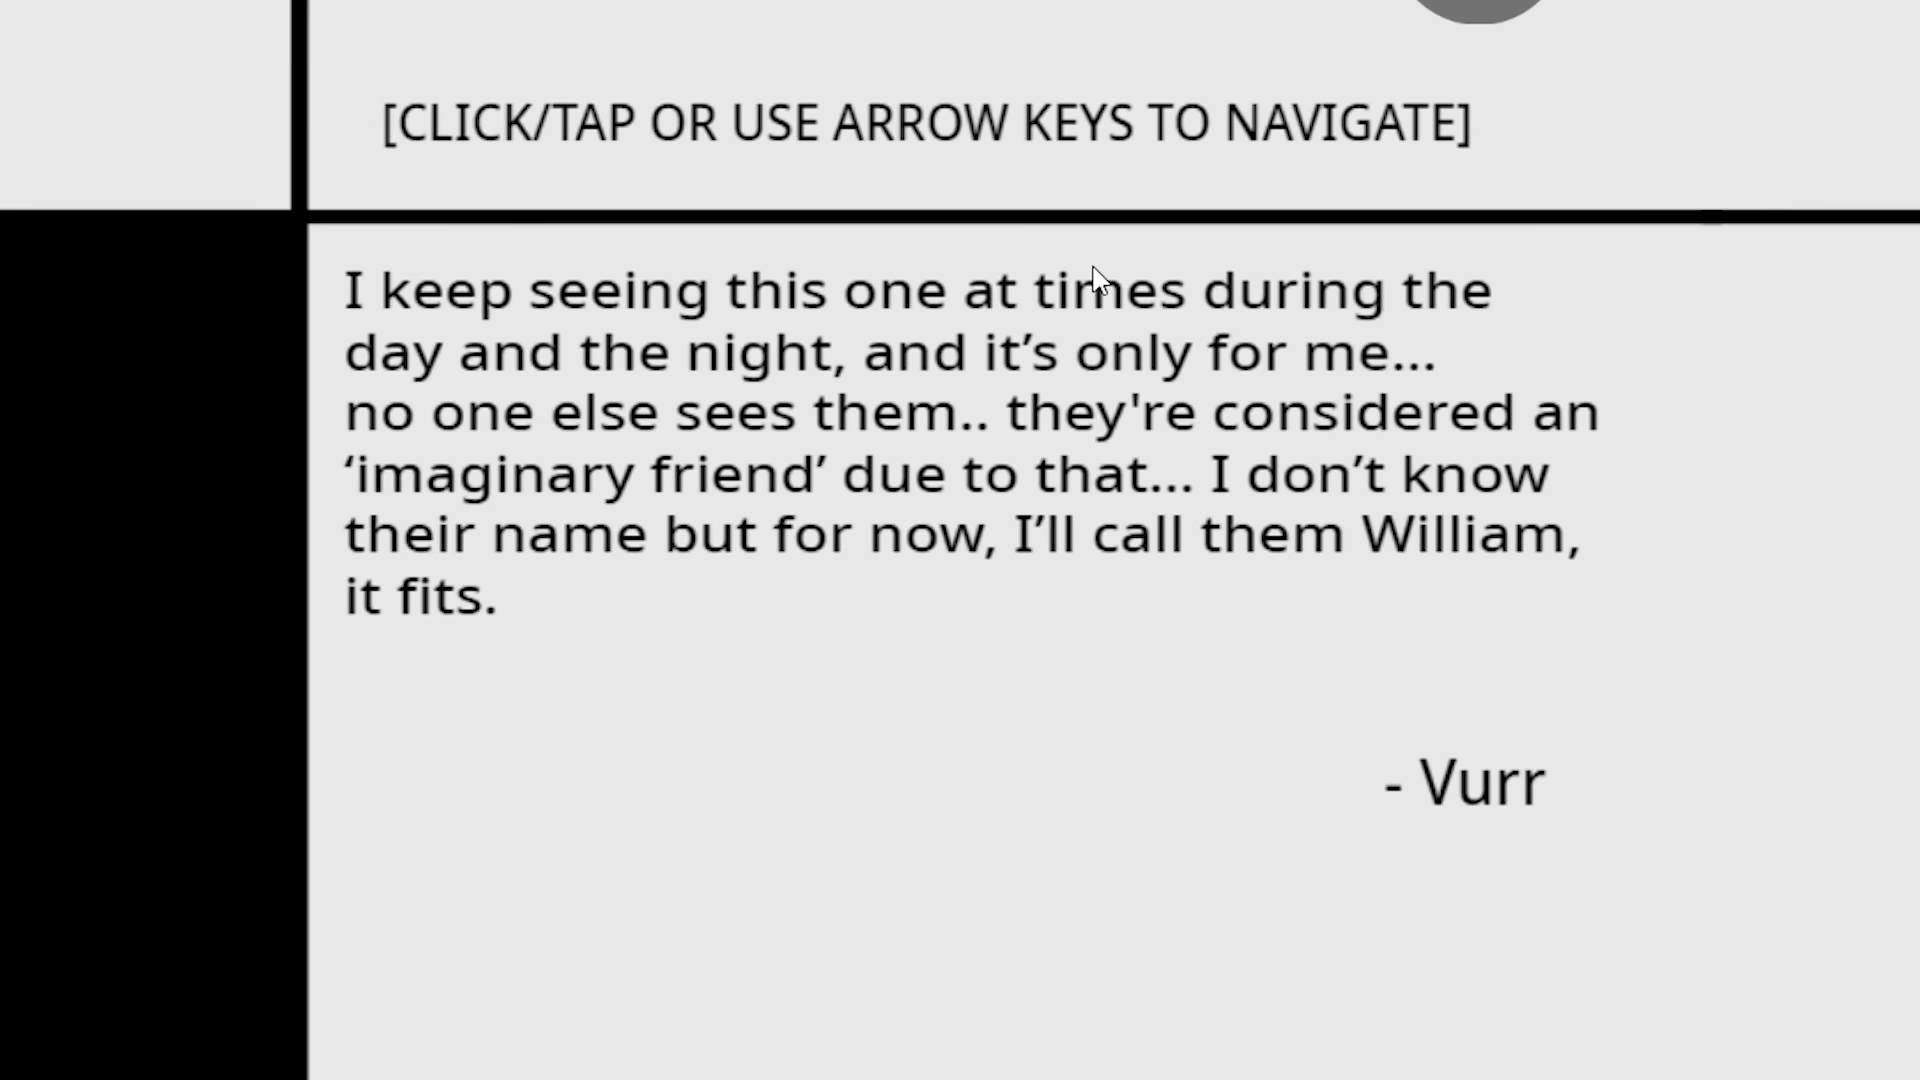 [CLICK/TAP OR USE ARROW KEYS TO NAVIGATE]
I keep seeing this one at times during the
day and the night, and it’s only for me...
no one else sees them.. they're considered an
‘imaginary friend’ due to that... I don’t know
their name but for now, I’ll call them William,
it fits.
- Vurr